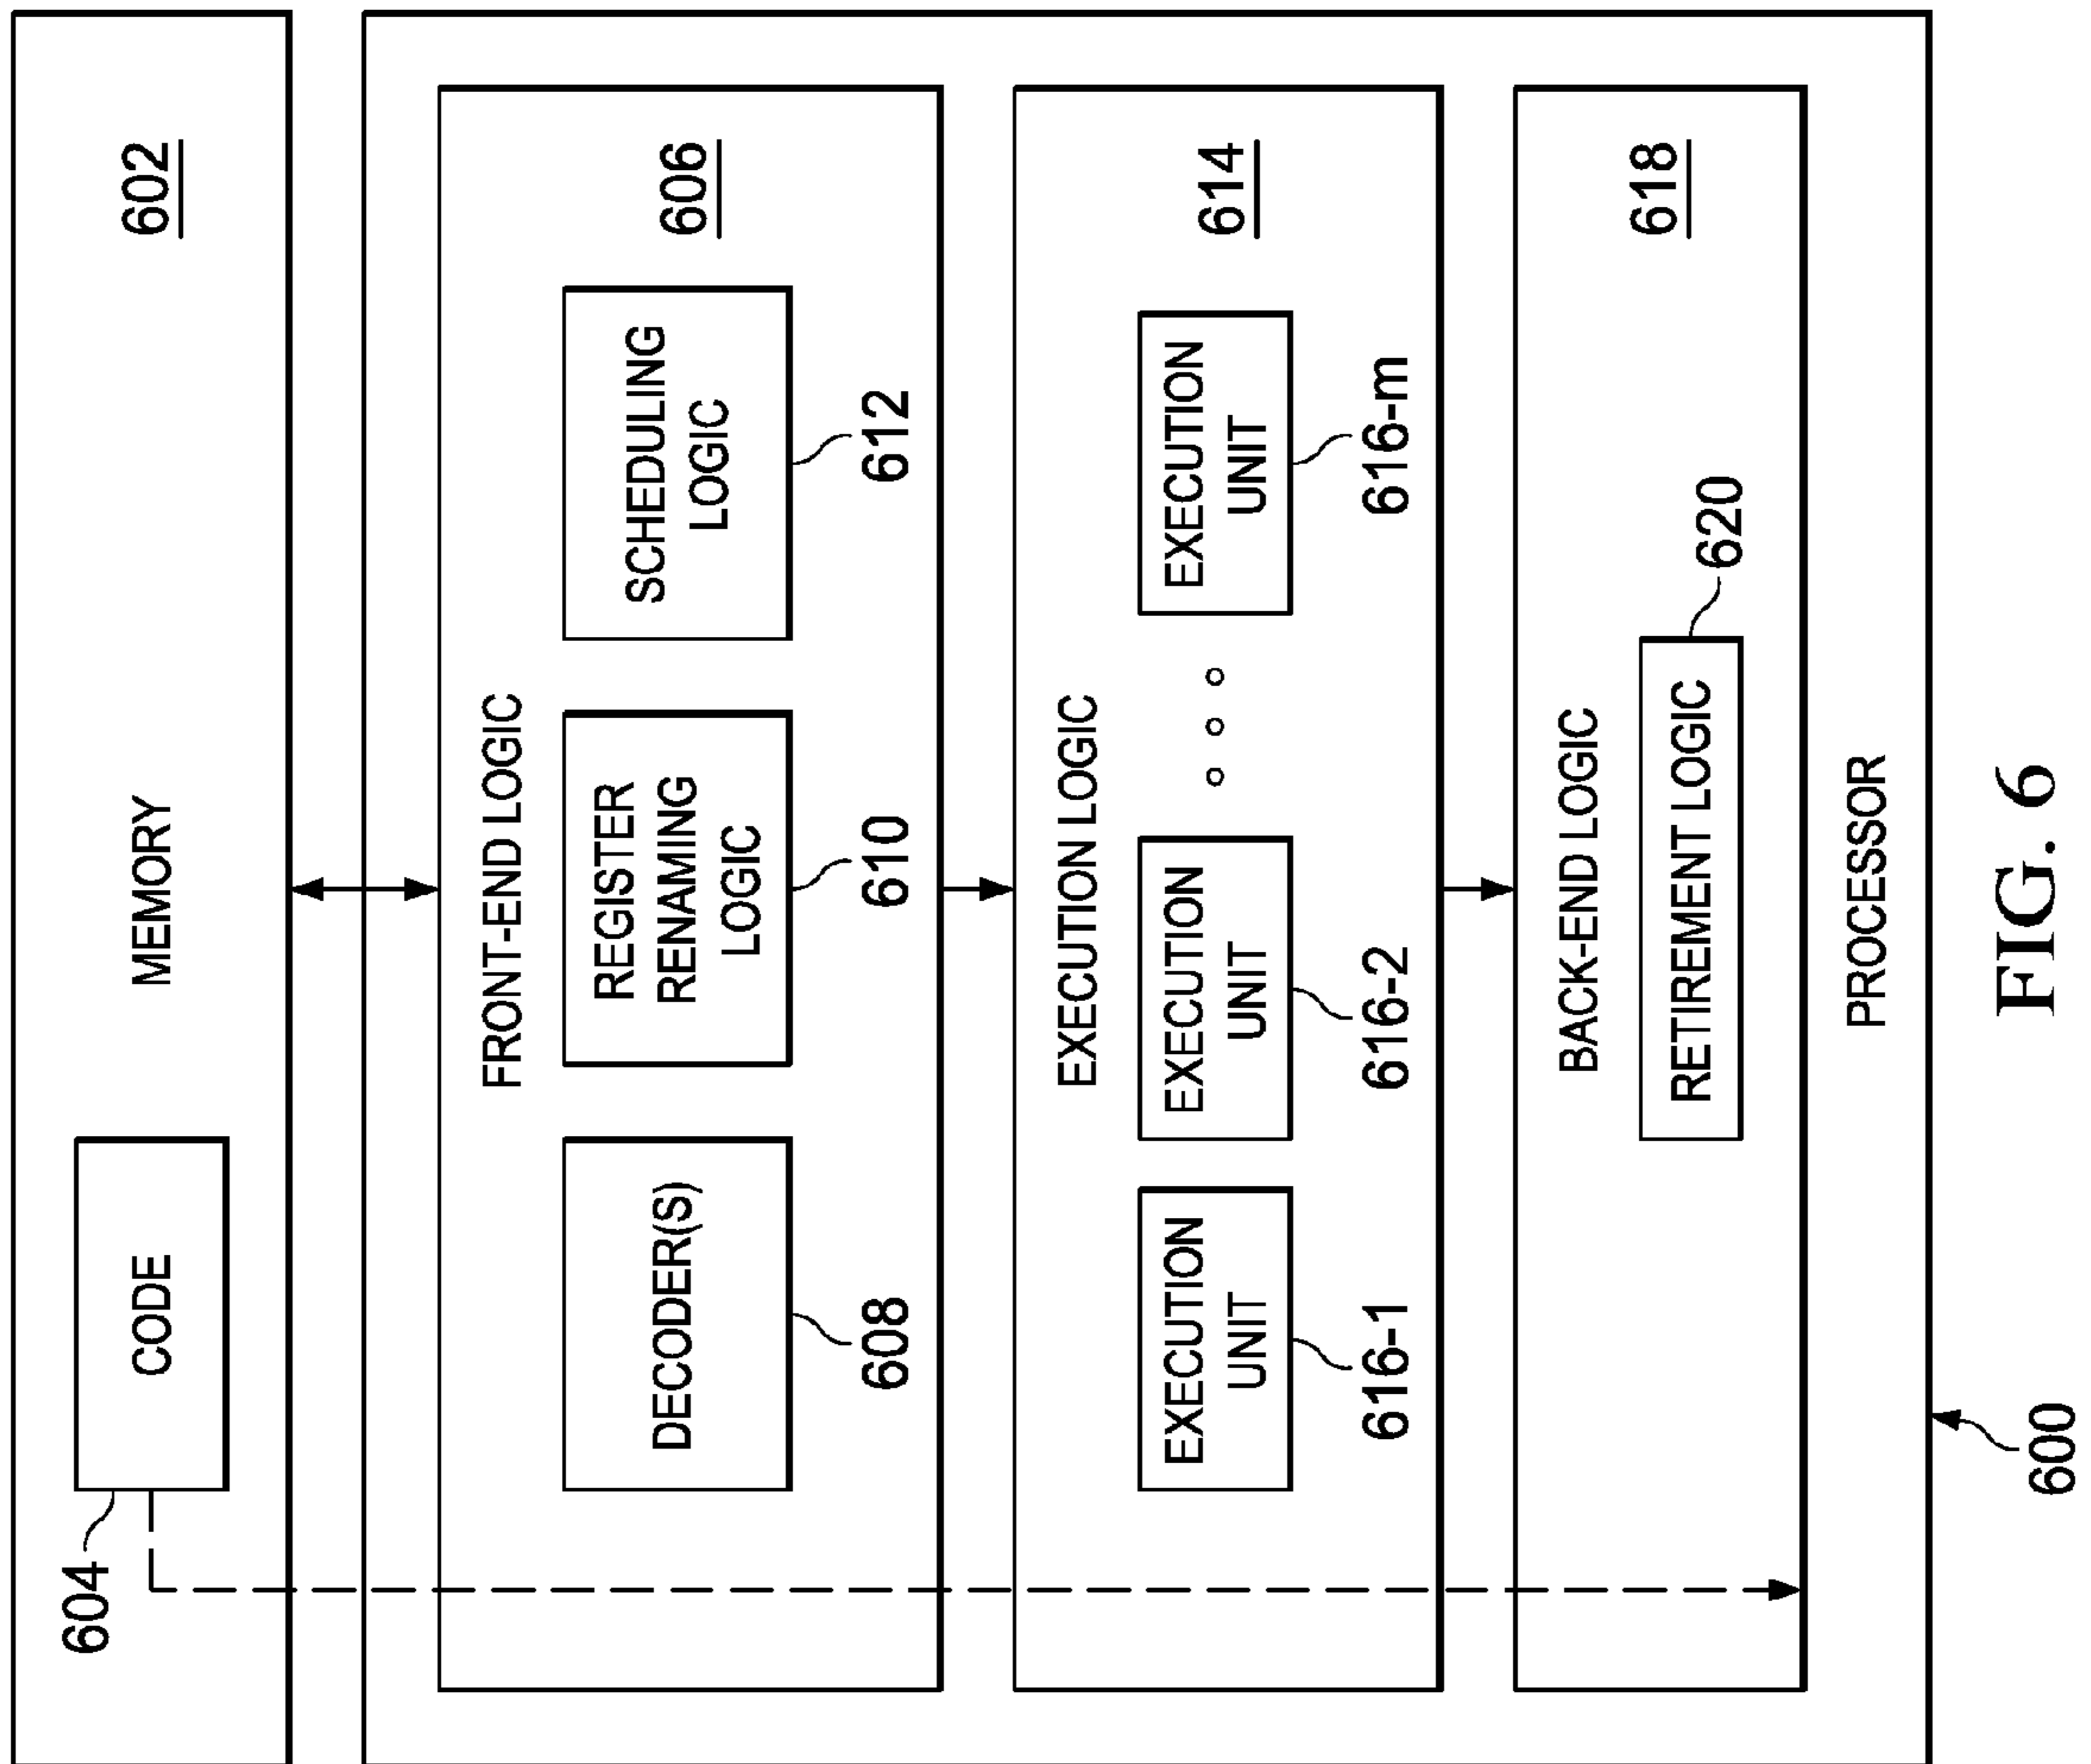 602
MEMORY
CODE
604
FRONT-END LOGIC
606
DECODER(S)
608
REGISTER
RENAMING
LOGIC
610
SCHEDULING
LOGIC
612
EXECUTION LOGIC
614
EXECUTION
UNIT
616-1
EXECUTION
UNIT
616-2
EXECUTION
UNIT
616-m
BACK-END LOGIC
618
RETIREMENT LOGIC
620
PROCESSOR
600
FIG. 6